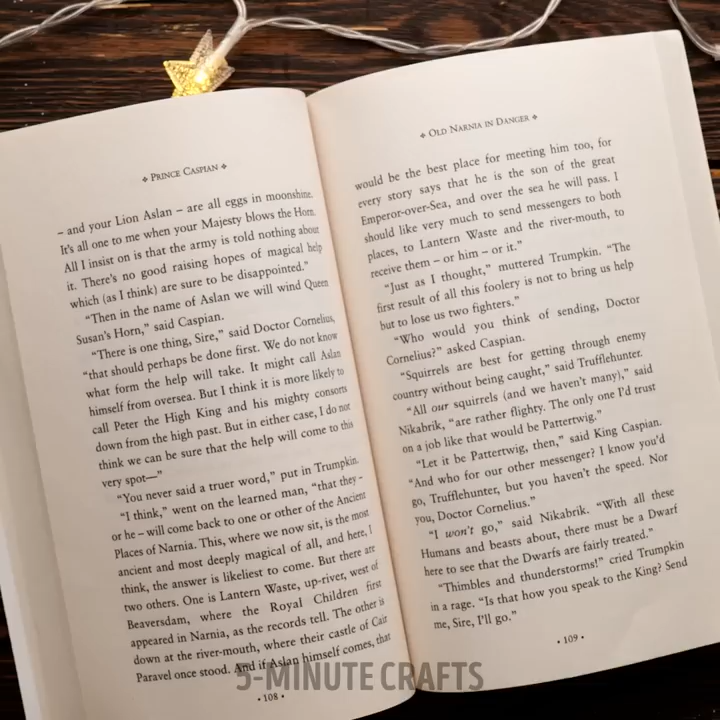 ❖ PRINCE CASPIAN ❖
– and your Lion Aslan – are all eggs in moonshine.
It's all one to me when your Majesty blows the Horn.
All I insist on is that the army is told nothing about
it. There's no good raising hopes of magical help
which (as I think) are sure to be disappointed.”
“Then in the name of Aslan we will wind Queen
Susan's Horn,” said Caspian.
“There is one thing, Sire,” said Doctor Cornelius,
“that should perhaps be done first. We do not know
what form the help will take. It might call Aslan
himself from oversea. But I think it is more likely to
call Peter the High King and his mighty consorts
down from the high past. But in either case, I do not
think we can be sure that the help will come to this
very spot—”
“You never said a truer word,” put in Trumpkin.
“I think,” went on the learned man, “that they –
or he – will come back to one or other of the Ancient
Places of Narnia. This, where we now sit, is the most
ancient and most deeply magical of all, and here, I
think, the answer is likeliest to come. But there are
two others. One is Lantern Waste, up-river, west of
Beaversdam, where the Royal Children first
appeared in Narnia, as the records tell. The other is
down at the river-mouth, where their castle of Cair
Paravel once stood. And if Aslan himself comes, that
• 108 •
❖ OLD NARNIA IN DANGER ❖
would be the best place for meeting him too, for
every story says that he is the son of the great
Emperor-over-Sea, and over the sea he will pass. I
should like very much to send messengers to both
places, to Lantern Waste and the river-mouth, to
receive them – or him – or it.”
“Just as I thought,” muttered Trumpkin. “The
first result of all this foolery is not to bring us help
but to lose us two fighters.”
“Who would you think of sending, Doctor
Cornelius?” asked Caspian.
“Squirrels are best for getting through enemy
country without being caught,” said Trufflehunter.
“All our squirrels (and we haven't many),” said
Nikabrik, “are rather flighty. The only one I'd trust
on a job like that would be Pattertwig.”
“Let it be Pattertwig, then,” said King Caspian.
“And who for our other messenger? I know you'd
go, Trufflehunter, but you haven't the speed. Nor
you, Doctor Cornelius.”
“I won't go,” said Nikabrik. “With all these
Humans and beasts about, there must be a Dwarf
here to see that the Dwarfs are fairly treated.”
“Thimbles and thunderstorms!” cried Trumpkin
in a rage. “Is that how you speak to the King? Send
me, Sire, I'll go.”
• 109 •
5-MINUTE CRAFTS